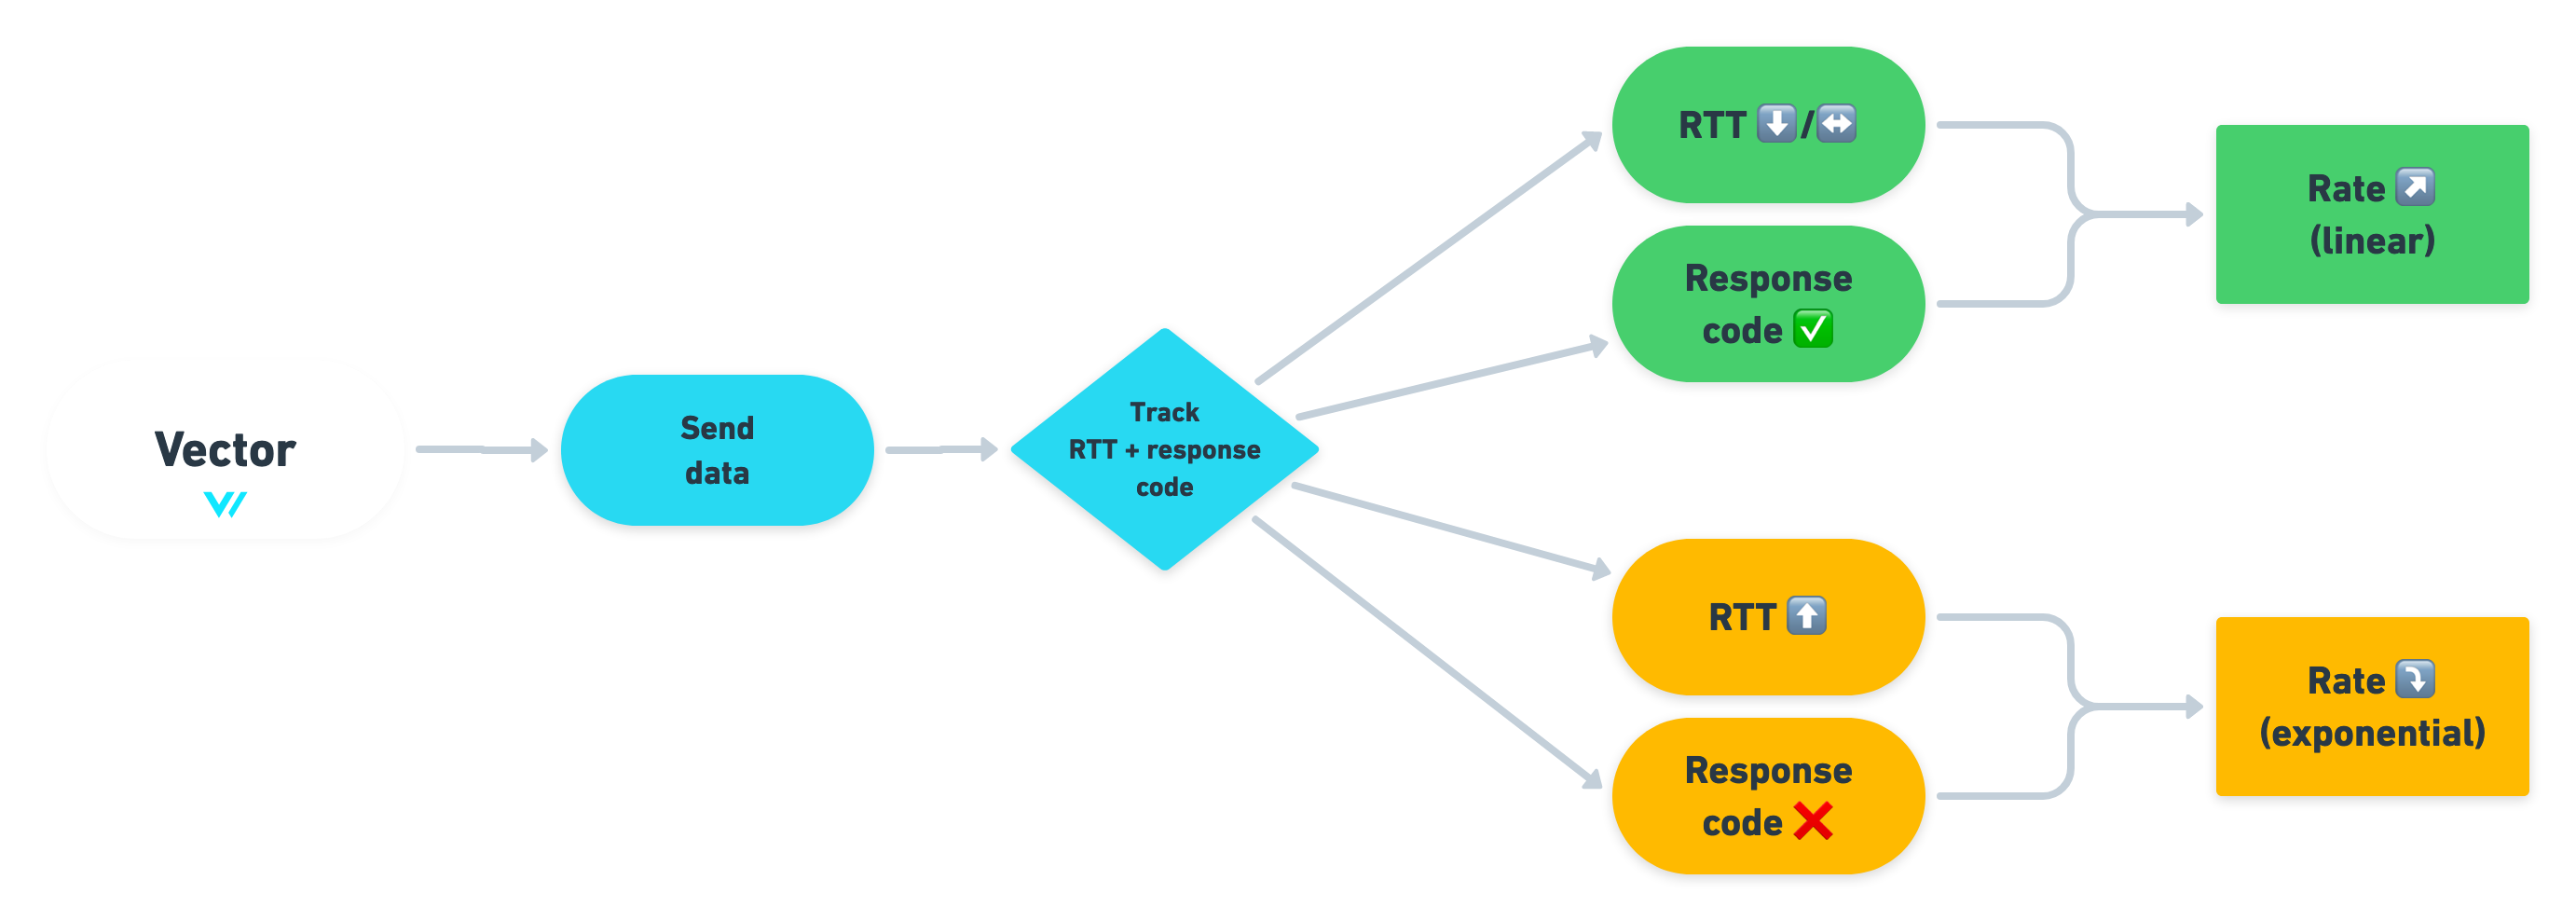 Vector
Send
data
Track
RTT + response
code
RTT ⬇️/↔️
Response
code ✅
Rate ↗️
(linear)
RTT ⬆️
Response
code ❌
Rate ⤵️
(exponential)